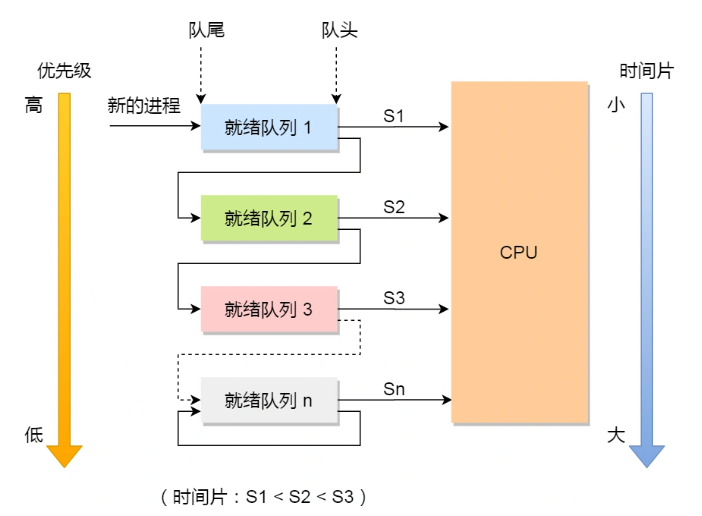 队尾
队头
优先级
时间片
高
新的进程
小
就绪队列 1
S1
就绪队列 2
S2
CPU
就绪队列 3
S3
就绪队列 n
Sn
低
大
（时间片：S1 < S2 < S3）